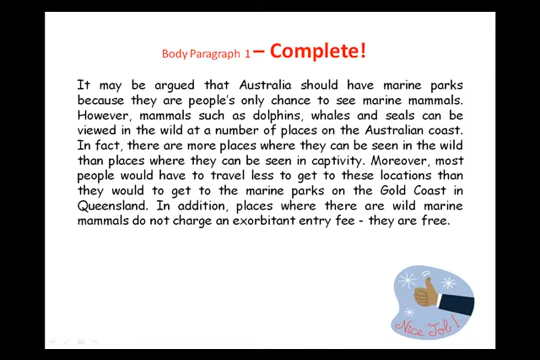 Body Paragraph 1 – Complete!
It may be argued that Australia should have marine parks
because they are people's only chance to see marine mammals.
However, mammals such as dolphins, whales and seals can be
viewed in the wild at a number of places on the Australian coast.
In fact, there are more places where they can be seen in the wild
than places where they can be seen in captivity. Moreover, most
people would have to travel less to get to these locations than
they would to get to the marine parks on the Gold Coast in
Queensland. In addition, places where there are wild marine
mammals do not charge an exorbitant entry fee - they are free.
Nice Job!